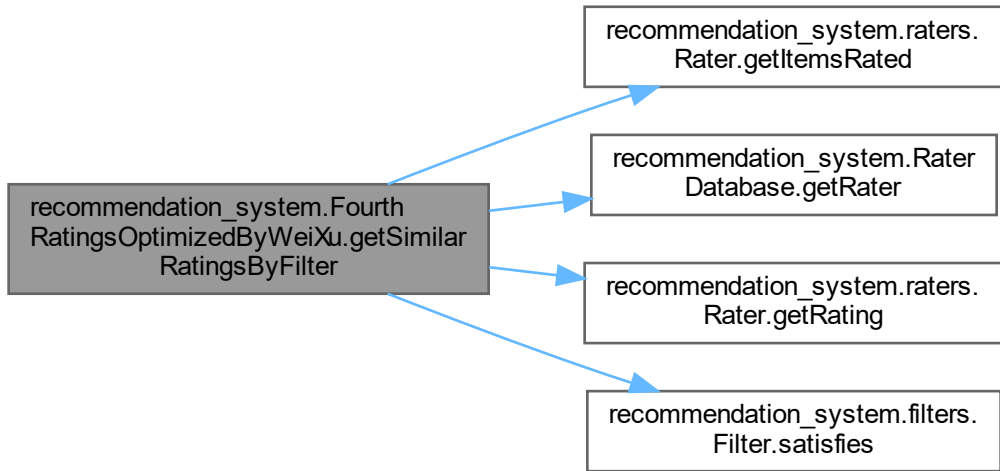 recommendation_system.Fourth
RatingsOptimizedByWeiXu.getSimilar
RatingsByFilter
recommendation_system.raters.
Rater.getItemsRated
recommendation_system.Rater
Database.getRater
recommendation_system.raters.
Rater.getRating
recommendation_system.filters.
Filter.satisfies